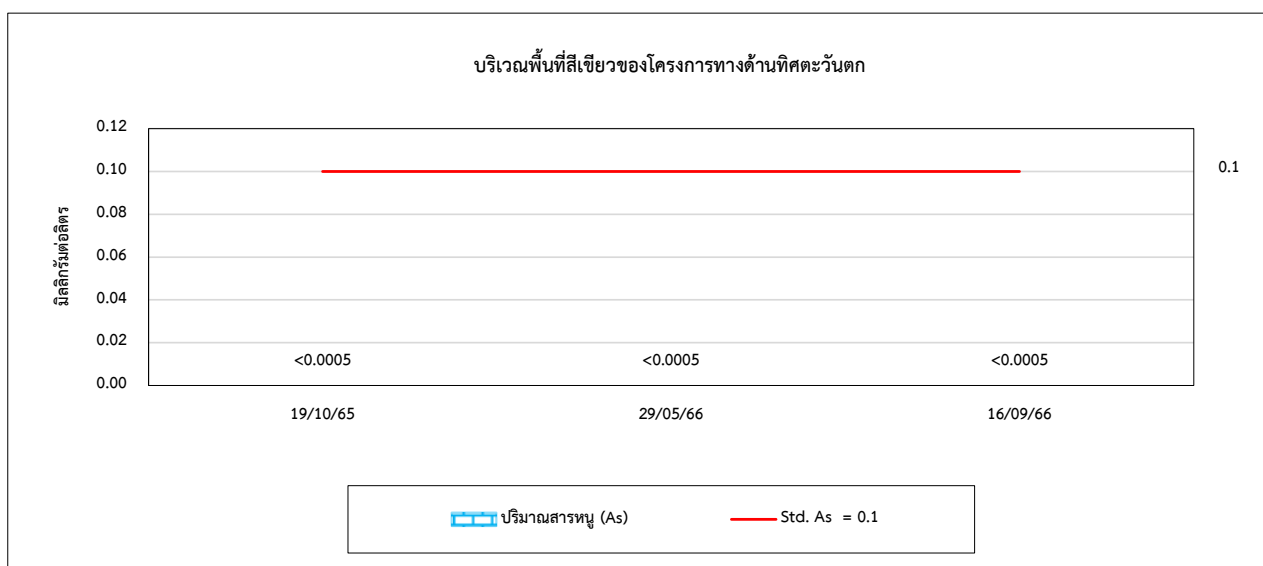 บริเวณพื้นที่สีเขียวของโครงการทางด้านทิศตะวันตก
มิลลิกรัมต่อลิตร
0.12
0.10
0.08
0.06
0.04
0.02
0.00
0.1
<0.0005 <0.0005 <0.0005
19/10/65 29/05/66 16/09/66
ปริมาณสารหนู (As) Std. As = 0.1